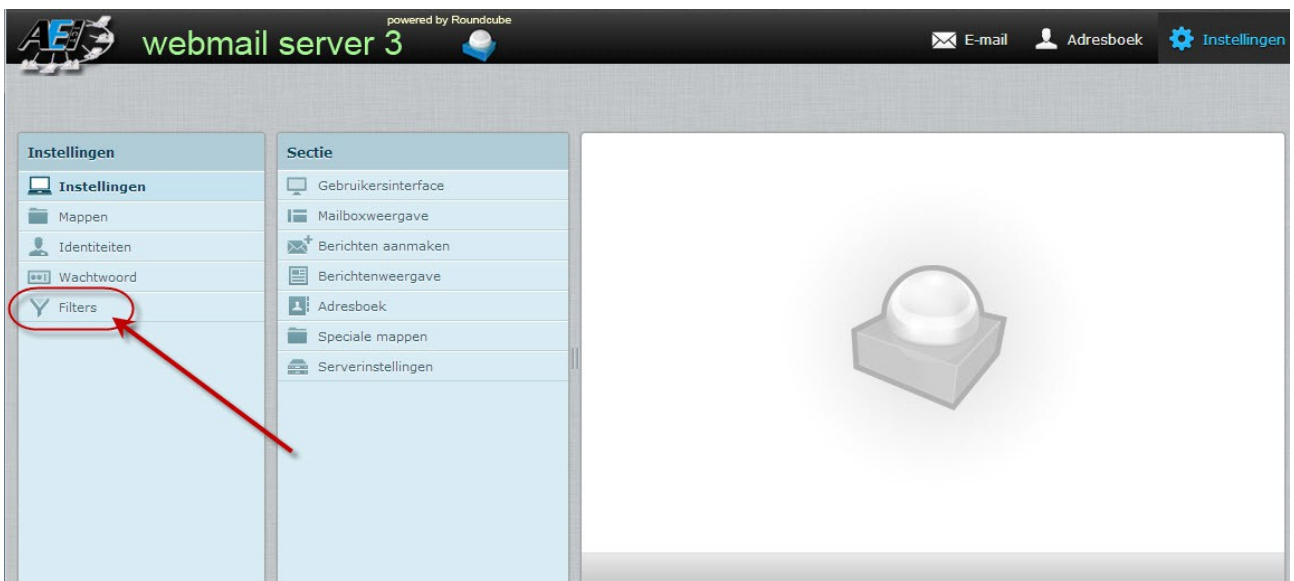 AEI
powered by Roundcube
webmail server 3
E-mail
Adresboek
Instellingen
Instellingen
Instellingen
Mappen
Identiteiten
Wachtwoord
Filters
Sectie
Gebruikersinterface
Mailboxweergave
Berichten aanmaken
Berichtenweergave
Adresboek
Speciale mappen
Serverinstellingen